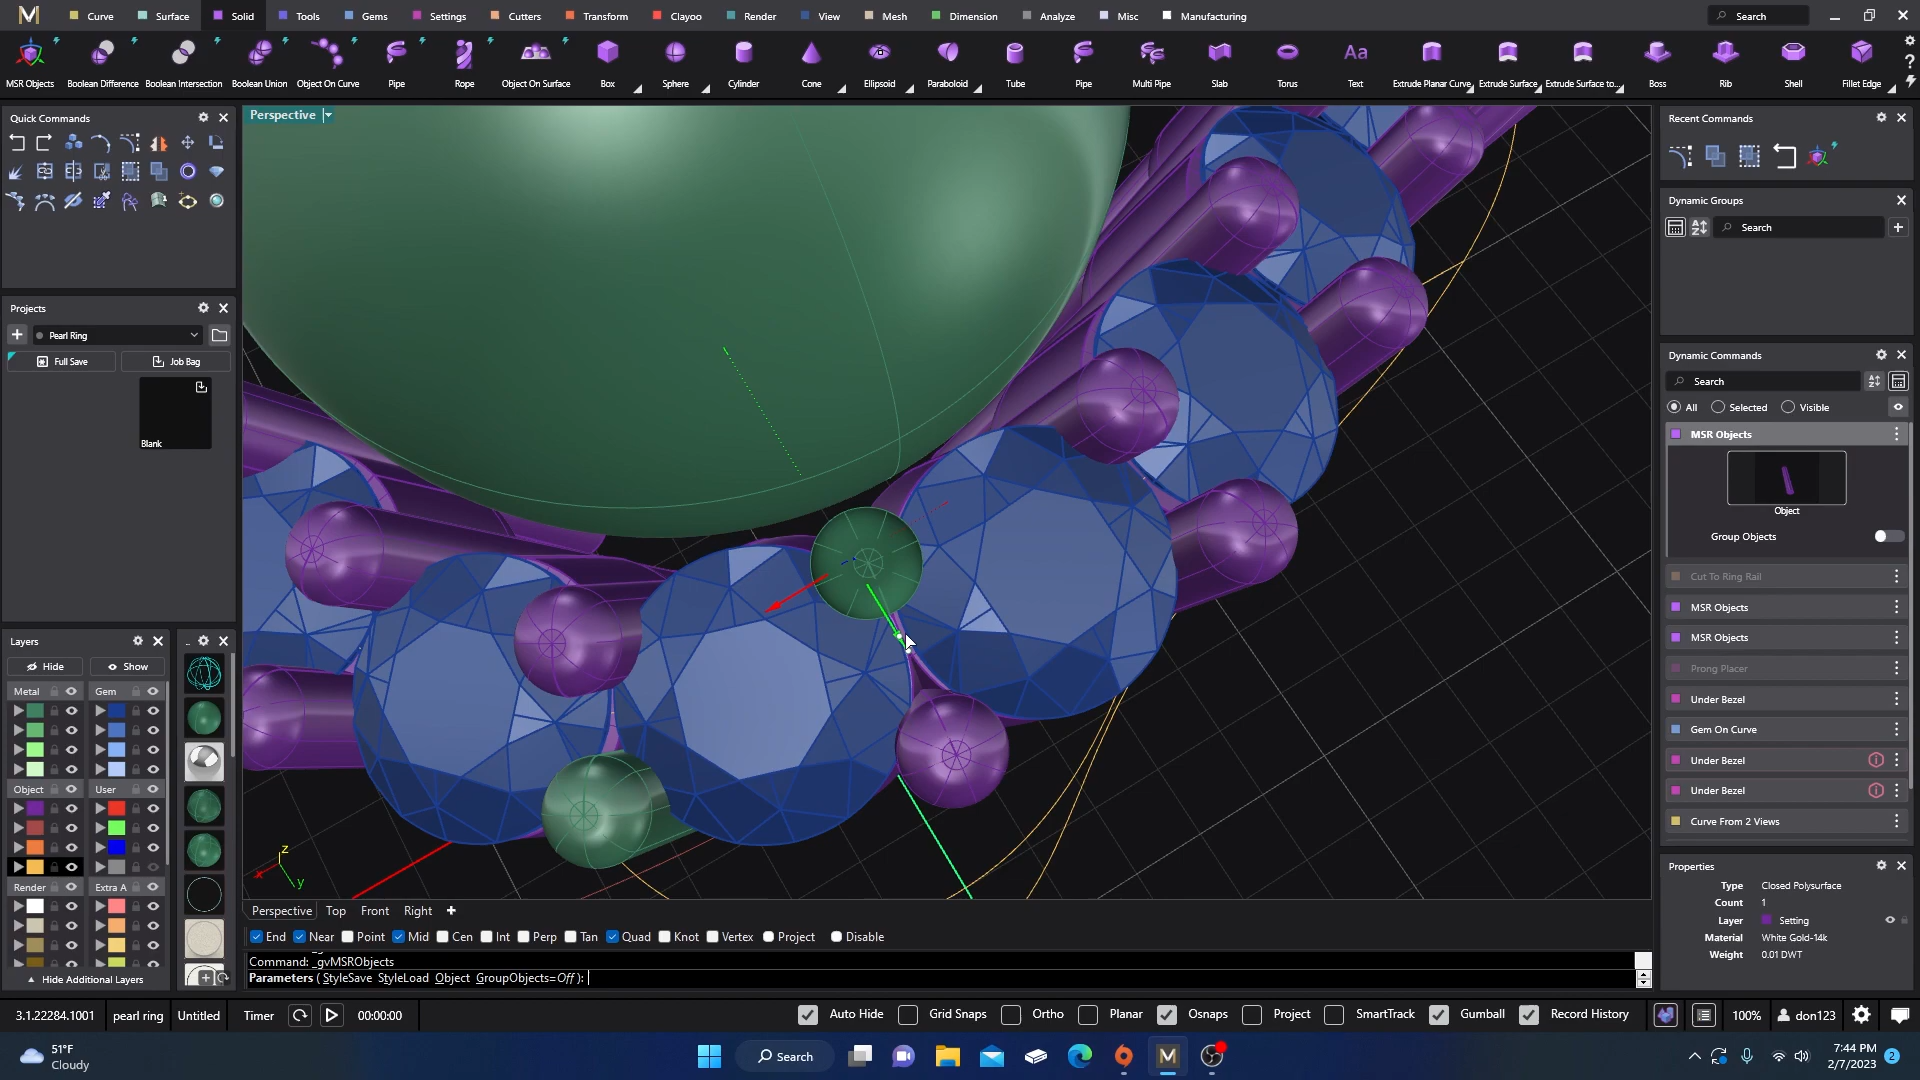 Curve Surface Solid Tools Gems Settings Cutters Transform Clayoo Render View Mesh Dimension Analyze Misc Manufacturing Search
MSR Objects Boolean Difference Boolean Intersection Boolean Union Object On Curve Pipe Rope Object On Surface Box Sphere Cylinder Cone Ellipsoid Paraboloid Tube Pipe Multi Pipe Slab Torus Text Extrude Planar Curve Extrude Surface Extrude Surface to... Boss Rib Shell Fillet Edge
Aa
Quick Commands
Projects
Pearl Ring
Full Save Job Bag
Blank
Layers
Hide Show
Metal Gem
Object User
Render Extra A
Hide Additional Layers
Perspective
z
x
y
Perspective Top Front Right
End Near Point Mid Cen Int Perp Tan Quad Knot Vertex Project Disable
Command: _gvMSRObjects
Parameters ( StyleSave StyleLoad Object GroupObjects=Off ):
Recent Commands
Dynamic Groups
Search
Dynamic Commands
Search
All Selected Visible
MSR Objects
Object
Group Objects
Cut To Ring Rail
MSR Objects
MSR Objects
Prong Placer
Under Bezel
Gem On Curve
Under Bezel
Under Bezel
Curve From 2 Views
Properties
Type Closed Polysurface
Count 1
Layer Setting
Material White Gold-14k
Weight 0.01 DWT
3.1.22284.1001 pearl ring Untitled Timer 00:00:00 Auto Hide Grid Snaps Ortho Planar Osnaps Project SmartTrack Gumball Record History 100% don123
51°F
Cloudy
Search
7:44 PM
2/7/2023
2